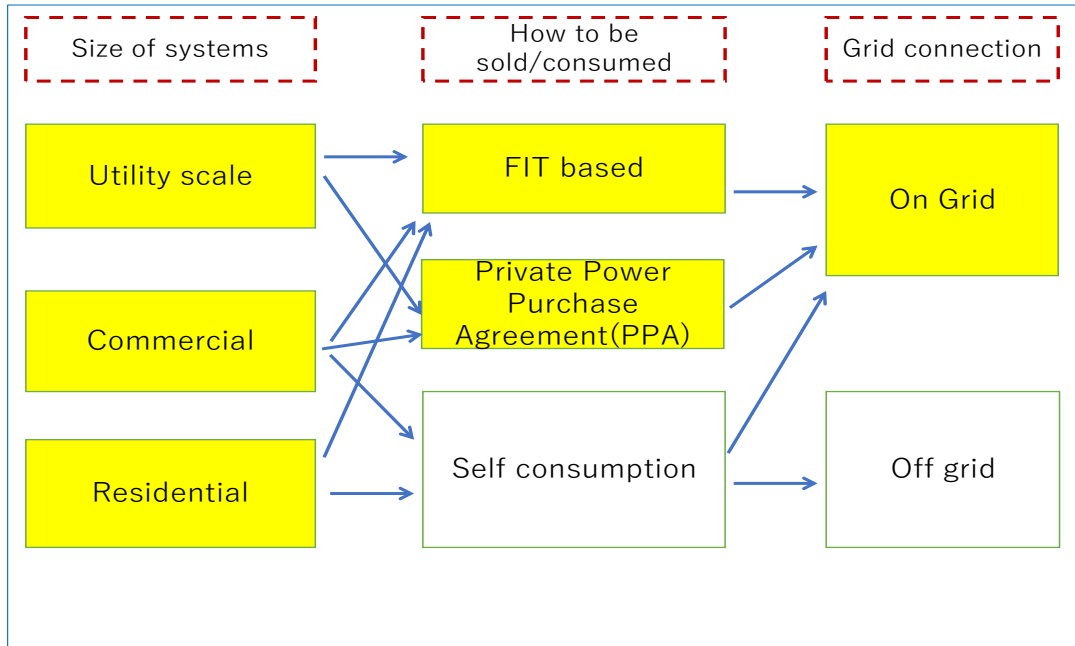 Size of systems
How to be
sold/consumed
Grid connection
Utility scale
FIT based
On Grid
Private Power
Purchase
Agreement(PPA)
Commercial
Self consumption
Off grid
Residential